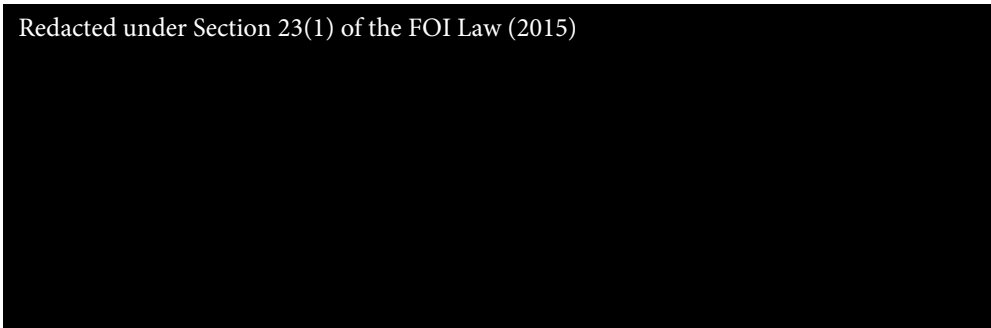 Redacted under Section 23(1) of the FOI Law (2015)